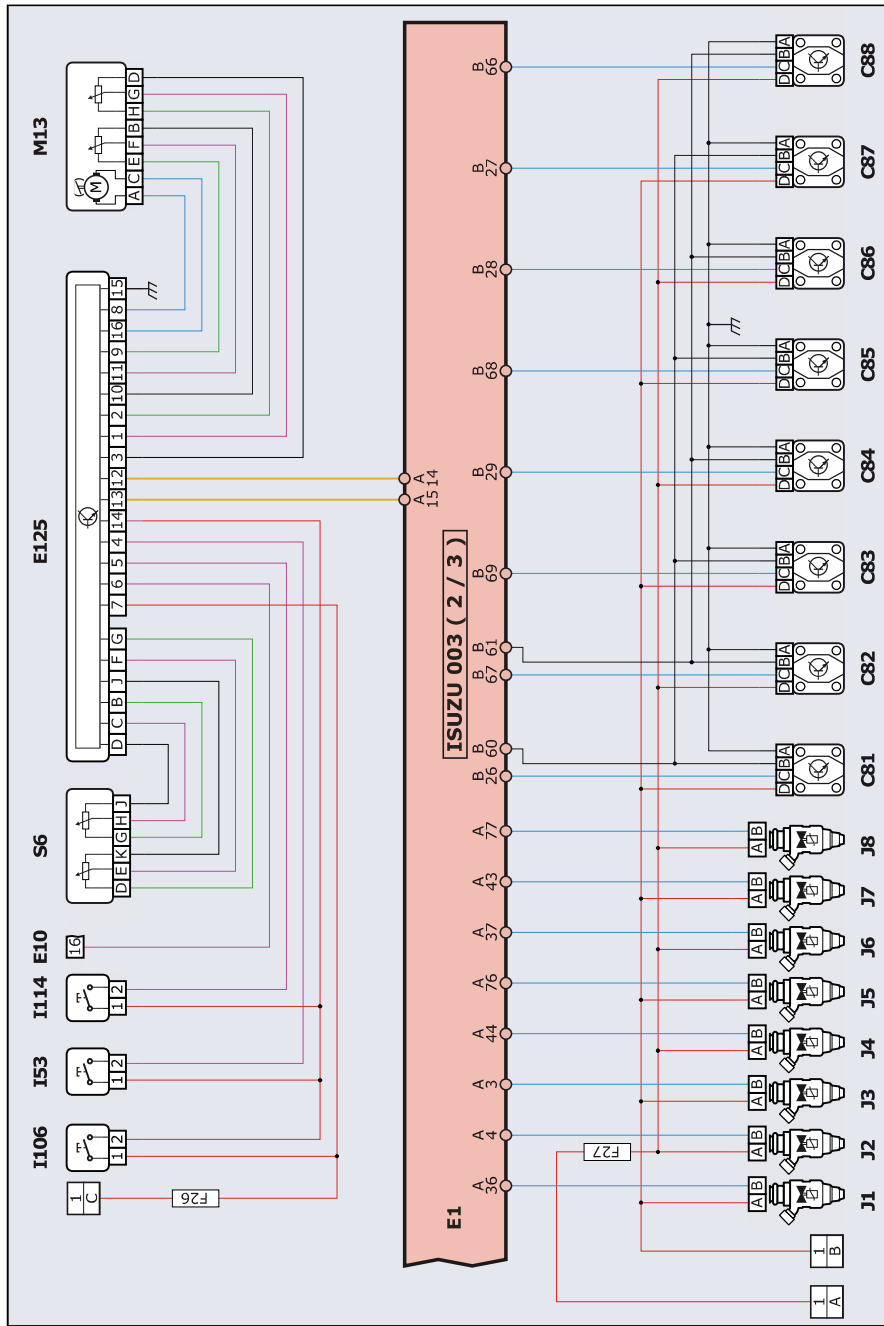 I106 I53 I114 E10 S6 E125 M13
1 16 M
C
1 2 1 2 1 2 D E K G H J D C B J F G 7 6 5 4 14 13 12 3 1 2 10 11 9 16 8 15 A C E F B H G D
F26
A A
15 14
E1 ISUZU 003 ( 2 / 3 )
A A A A A A A A B B B B B B B B B B
36 4 3 44 76 37 43 77 26 60 67 61 69 29 68 28 27 66
F27
A B A B A B A B A B A B A B A B D C B A D C B A D C B A D C B A D C B A D C B A D C B A D C B A
1 1
A B
J1 J2 J3 J4 J5 J6 J7 J8 C81 C82 C83 C84 C85 C86 C87 C88